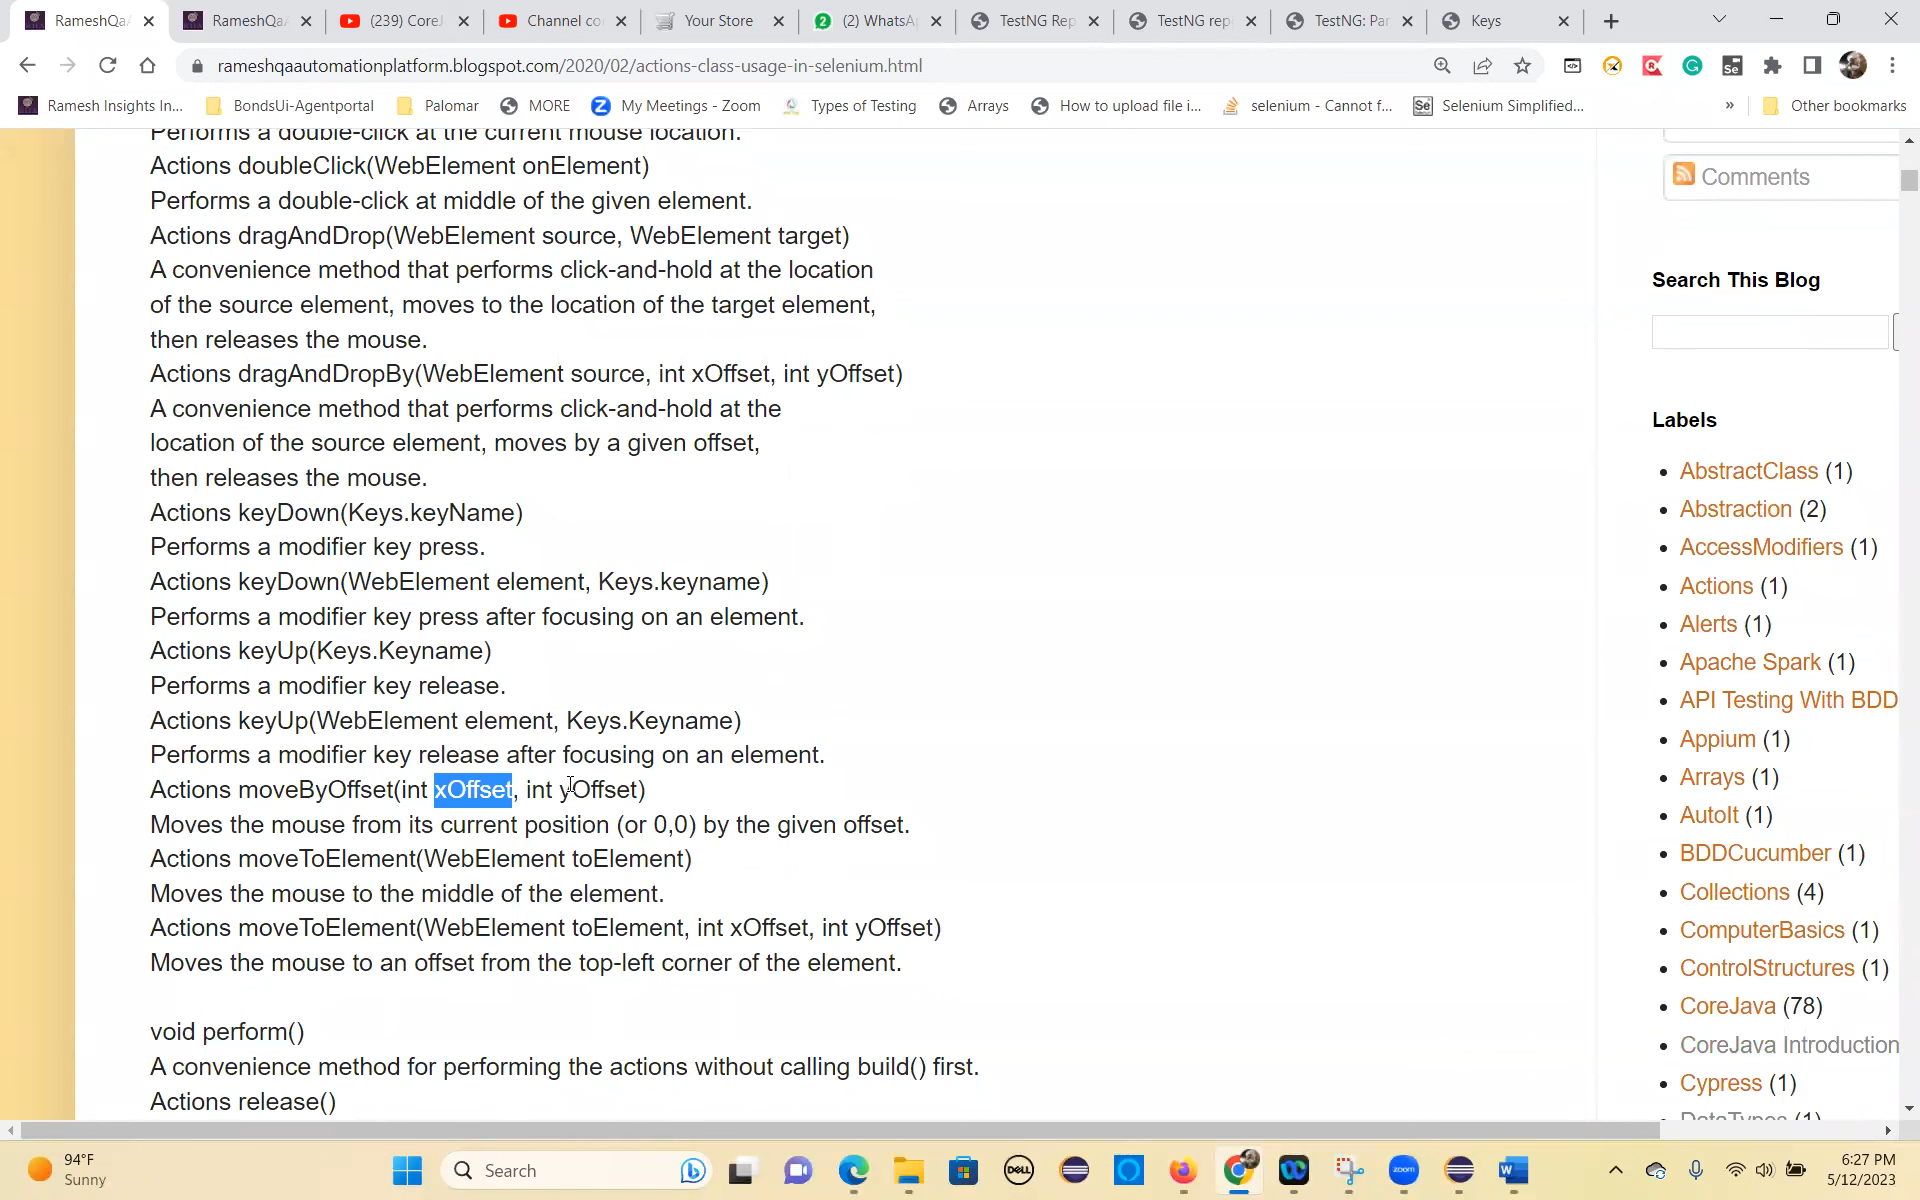 RameshQa
RameshQa
(239) Core
Channel co
Your Store
(2) WhatsA
TestNG Rep
TestNG rep
TestNG: Par
Keys
rameshqaautomationplatform.blogspot.com/2020/02/actions-class-usage-in-selenium.html
Ramesh Insights In...
BondsUi-Agentportal
Palomar
MORE
My Meetings - Zoom
Types of Testing
Arrays
How to upload file i...
selenium - Cannot f...
Selenium Simplified...
»
Other bookmarks
Performs a double-click at the current mouse location.
Actions doubleClick(WebElement onElement)
Performs a double-click at middle of the given element.
Actions dragAndDrop(WebElement source, WebElement target)
A convenience method that performs click-and-hold at the location
of the source element, moves to the location of the target element,
then releases the mouse.
Actions dragAndDropBy(WebElement source, int xOffset, int yOffset)
A convenience method that performs click-and-hold at the
location of the source element, moves by a given offset,
then releases the mouse.
Actions keyDown(Keys.keyName)
Performs a modifier key press.
Actions keyDown(WebElement element, Keys.keyname)
Performs a modifier key press after focusing on an element.
Actions keyUp(Keys.Keyname)
Performs a modifier key release.
Actions keyUp(WebElement element, Keys.Keyname)
Performs a modifier key release after focusing on an element.
Actions moveByOffset(int xOffset, int yOffset)
Moves the mouse from its current position (or 0,0) by the given offset.
Actions moveToElement(WebElement toElement)
Moves the mouse to the middle of the element.
Actions moveToElement(WebElement toElement, int xOffset, int yOffset)
Moves the mouse to an offset from the top-left corner of the element.
void perform()
A convenience method for performing the actions without calling build() first.
Actions release()
Comments
Search This Blog
Labels
AbstractClass (1)
Abstraction (2)
AccessModifiers (1)
Actions (1)
Alerts (1)
Apache Spark (1)
API Testing With BDD
Appium (1)
Arrays (1)
AutoIt (1)
BDDCucumber (1)
Collections (4)
ComputerBasics (1)
ControlStructures (1)
CoreJava (78)
CoreJava Introduction
Cypress (1)
DataTypes (1)
94°F
Sunny
Search
DELL
zoom
6:27 PM
5/12/2023